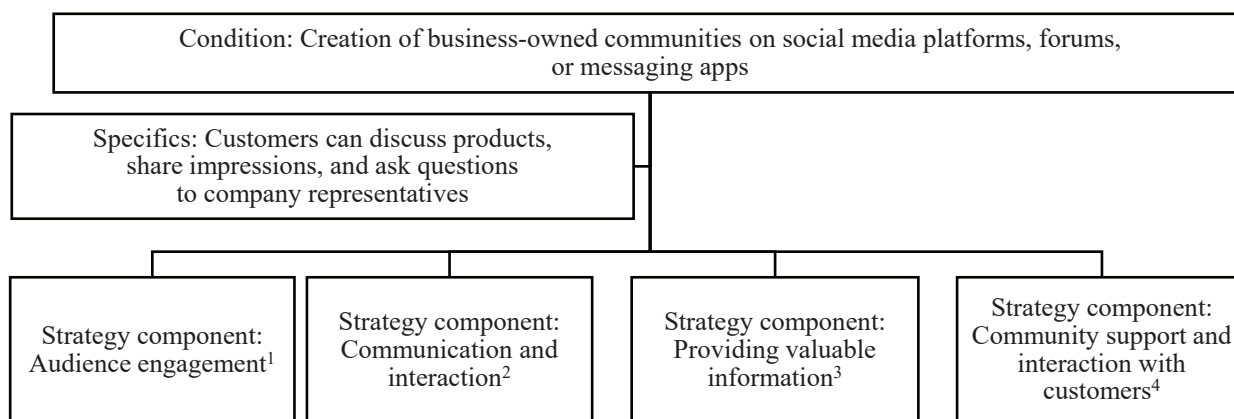 Condition: Creation of business-owned communities on social media platforms, forums,
or messaging apps
Specifics: Customers can discuss products,
share impressions, and ask questions
to company representatives
Strategy component:
Audience engagement¹
Strategy component:
Communication and
interaction²
Strategy component:
Providing valuable
information³
Strategy component:
Community support and
interaction with
customers⁴